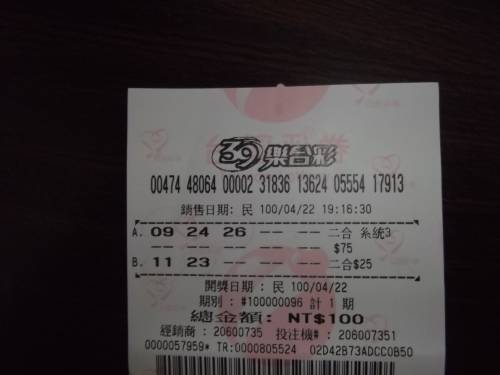 39樂合彩
00474 48064 00002 31836 13624 05554 17913
銷售日期: 民 100/04/22 19:16:30
A. 09 24 26 -- -- -- 二合 系統3
$75
B. 11 23 -- -- -- 二合$25
開獎日期: 民 100/04/22
期別: #100000096 計 1 期
總金額: NT$100
經銷商: 20600735 投注機#: 206007351
0000057959* TR:0000805524 02D42B73ADCC0B50